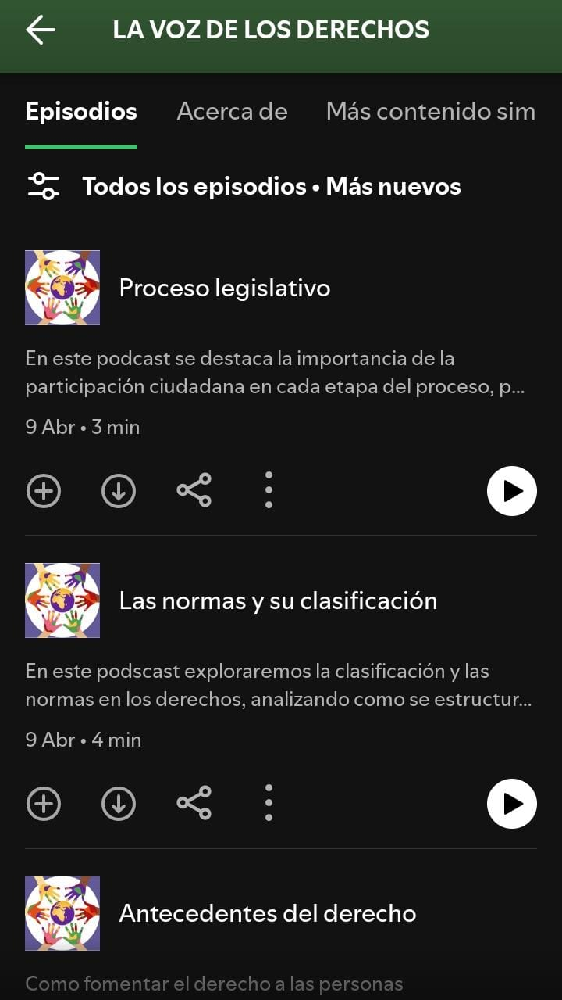 LA VOZ DE LOS DERECHOS
Episodios Acerca de Más contenido sim
Todos los episodios • Más nuevos
Proceso legislativo
En este podcast se destaca la importancia de la
participación ciudadana en cada etapa del proceso, p...
9 Abr • 3 min
Las normas y su clasificación
En este podscast exploraremos la clasificación y las
normas en los derechos, analizando como se estructur...
9 Abr • 4 min
Antecedentes del derecho
Como fomentar el derecho a las personas